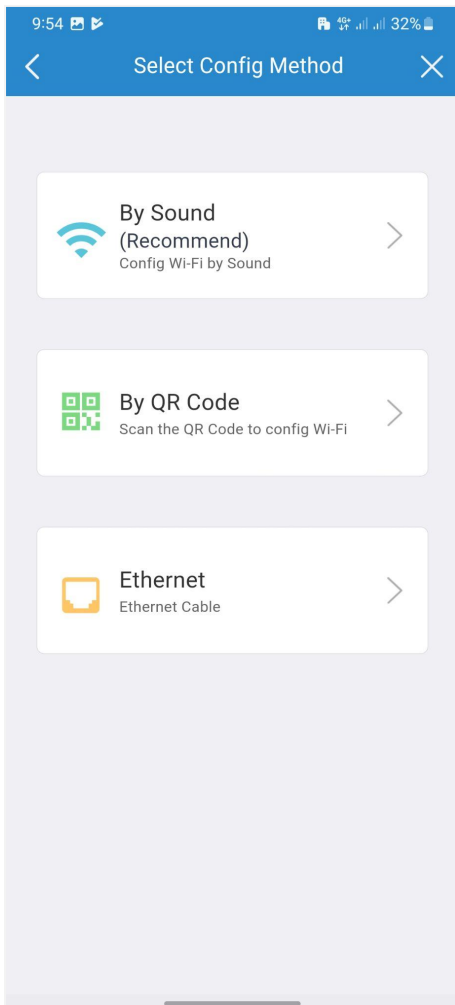 9:54 4G+ 32%
Select Config Method
By Sound
(Recommend)
Config Wi-Fi by Sound
By QR Code
Scan the QR Code to config Wi-Fi
Ethernet
Ethernet Cable